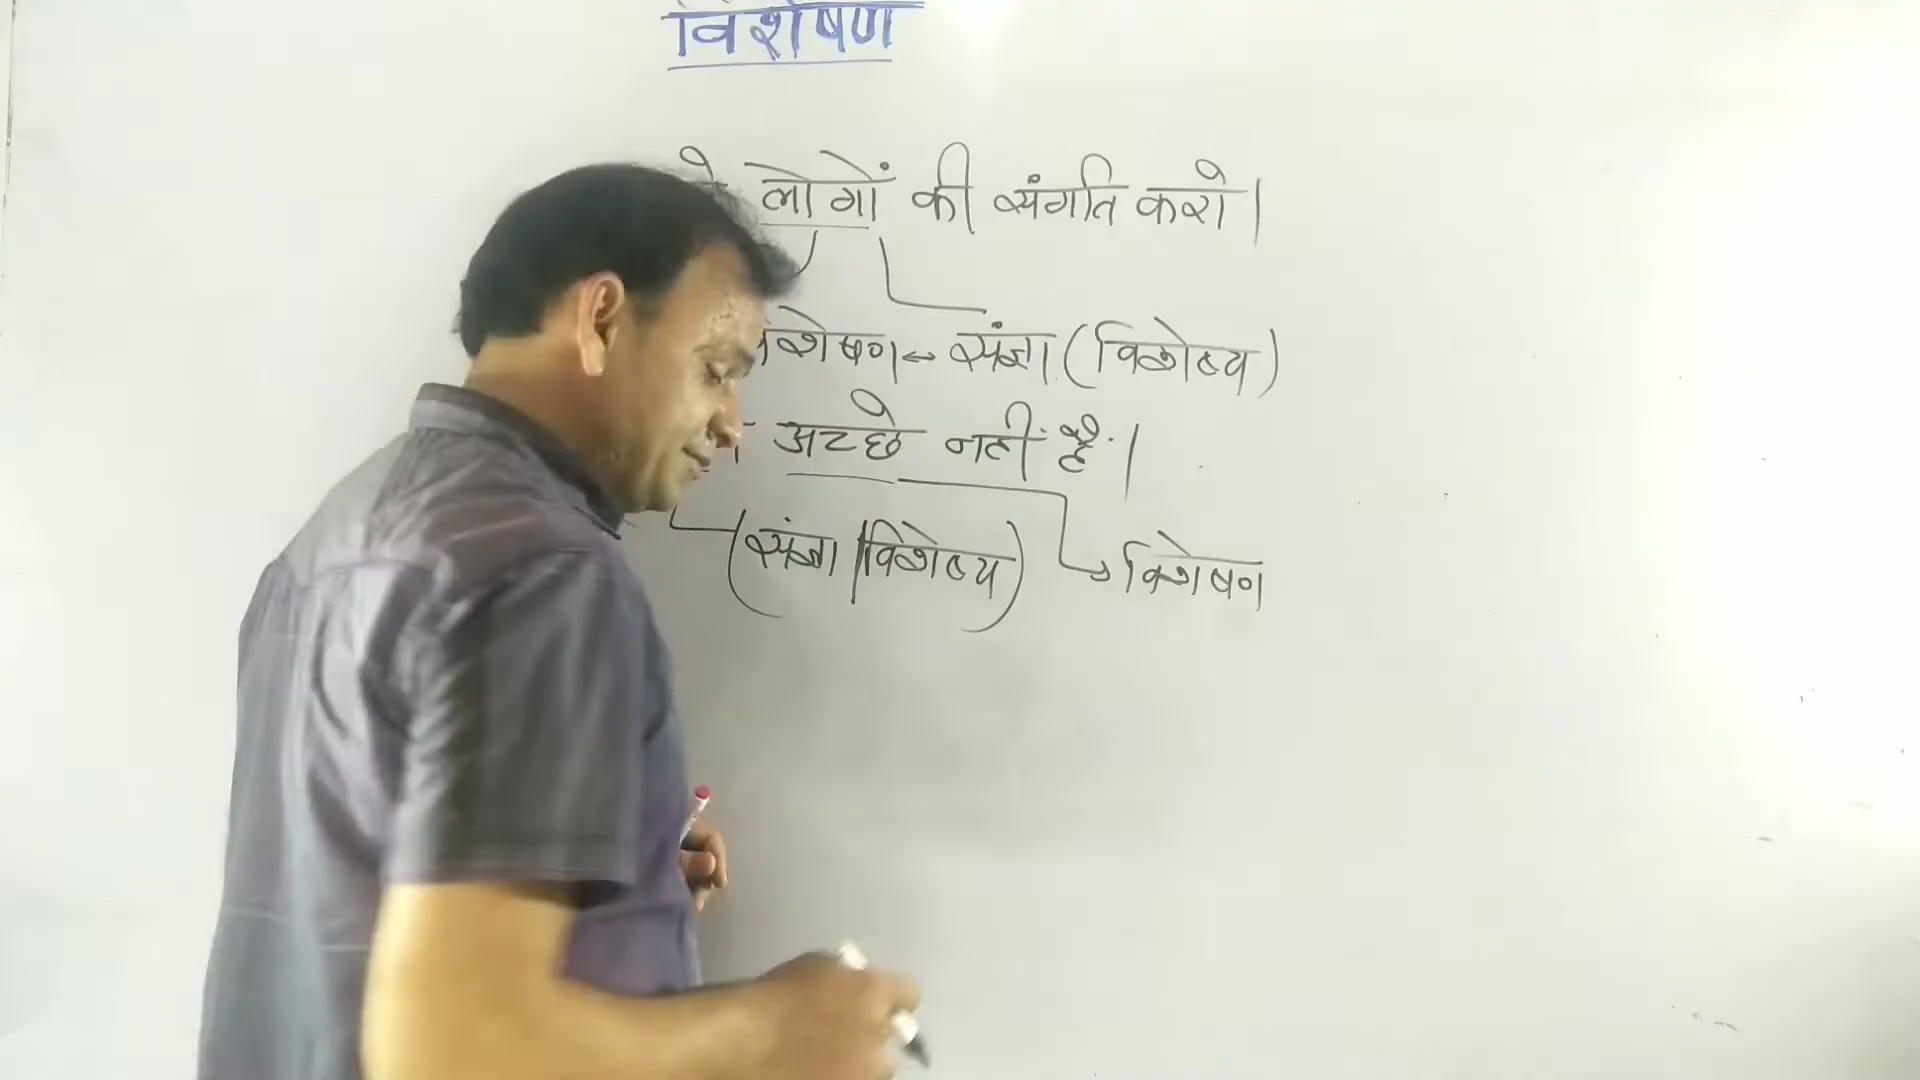 विशेषण
लोगों की संगति करो।
विशेषण ↔ संज्ञा (विशेष्य)
अच्छे नहीं हैं।
(संज्ञा/विशेष्य) विशेषण